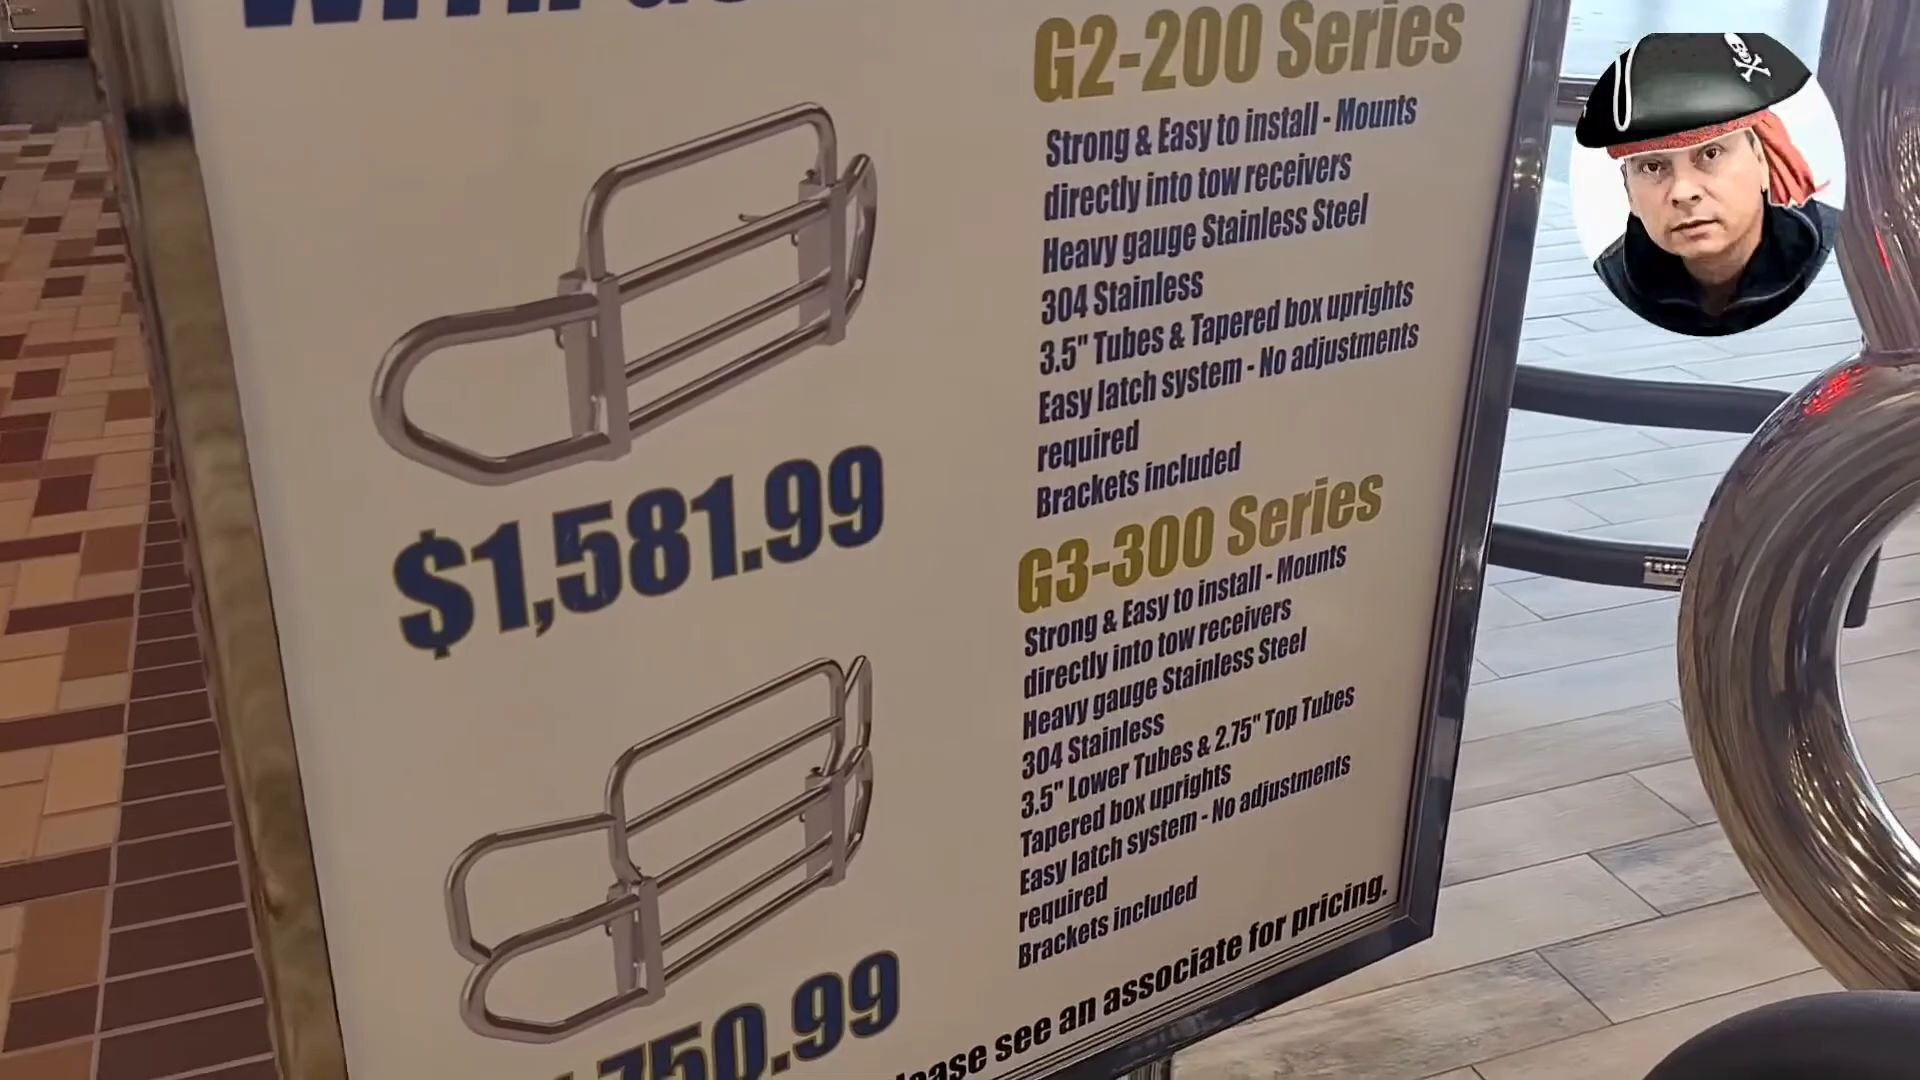 G2-200 Series
Strong & Easy to install - Mounts
directly into tow receivers
Heavy gauge Stainless Steel
304 Stainless
3.5" Tubes & Tapered box uprights
Easy latch system - No adjustments
required
Brackets included
$1,581.99
G3-300 Series
Strong & Easy to install - Mounts
directly into tow receivers
Heavy gauge Stainless Steel
304 Stainless
3.5" Lower Tubes & 2.75" Top Tubes
Tapered box uprights
Easy latch system - No adjustments
required
Brackets included
750.99
see an associate for pricing.